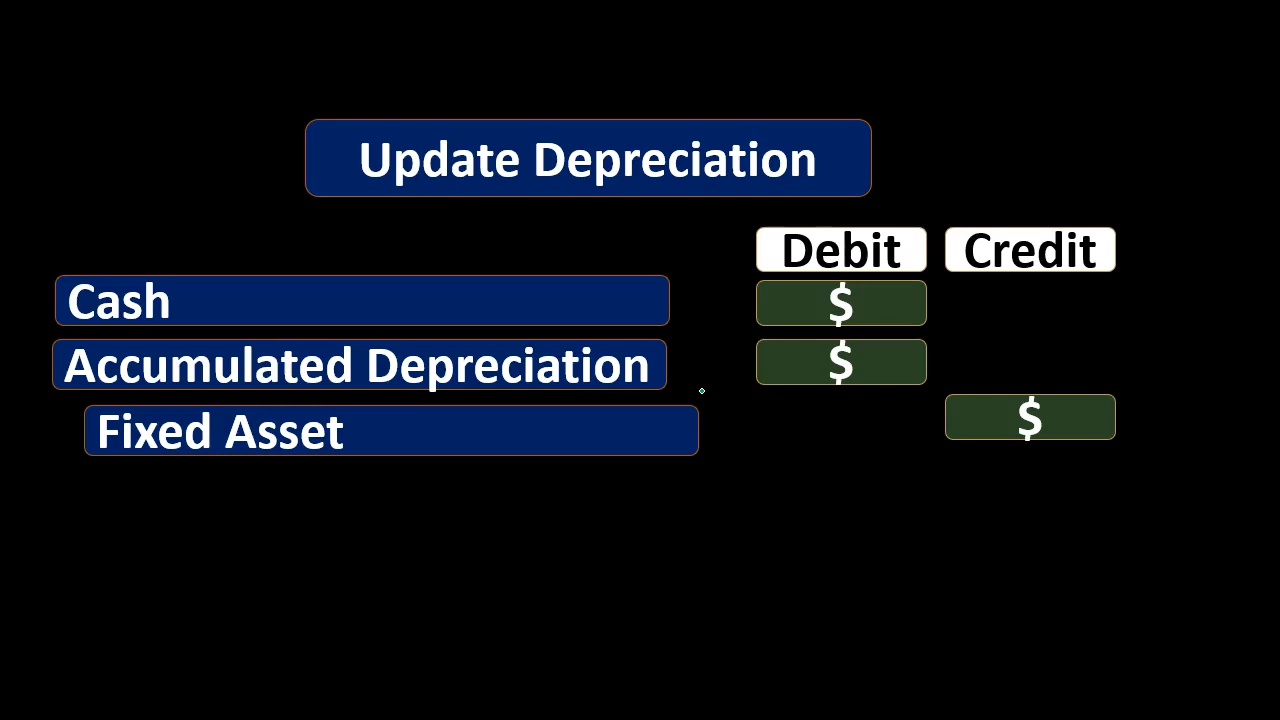 Update Depreciation
Debit Credit
Cash $
Accumulated Depreciation $
Fixed Asset $